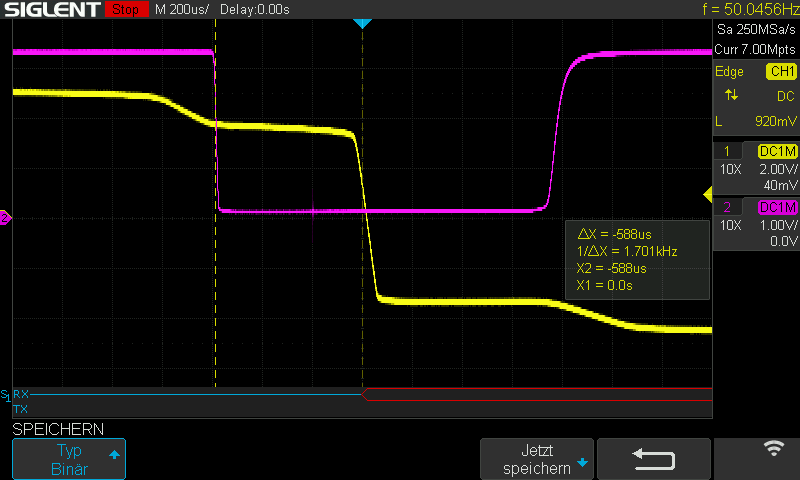 SIGLENT Stop M 200us/ Delay:0.00s f = 50.0456Hz
Sa 250MSa/s
Curr 7.00Mpts
Edge CH1
DC
L 920mV
1 DC1M
10X 2.00V/
40mV
2 DC1M
10X 1.00V/
0.0V
2
ΔX = -588us
1/ΔX = 1.701kHz
X2 = -588us
X1 = 0.0s
S1 RX
TX
SPEICHERN
Typ
Binär
Jetzt
speichern